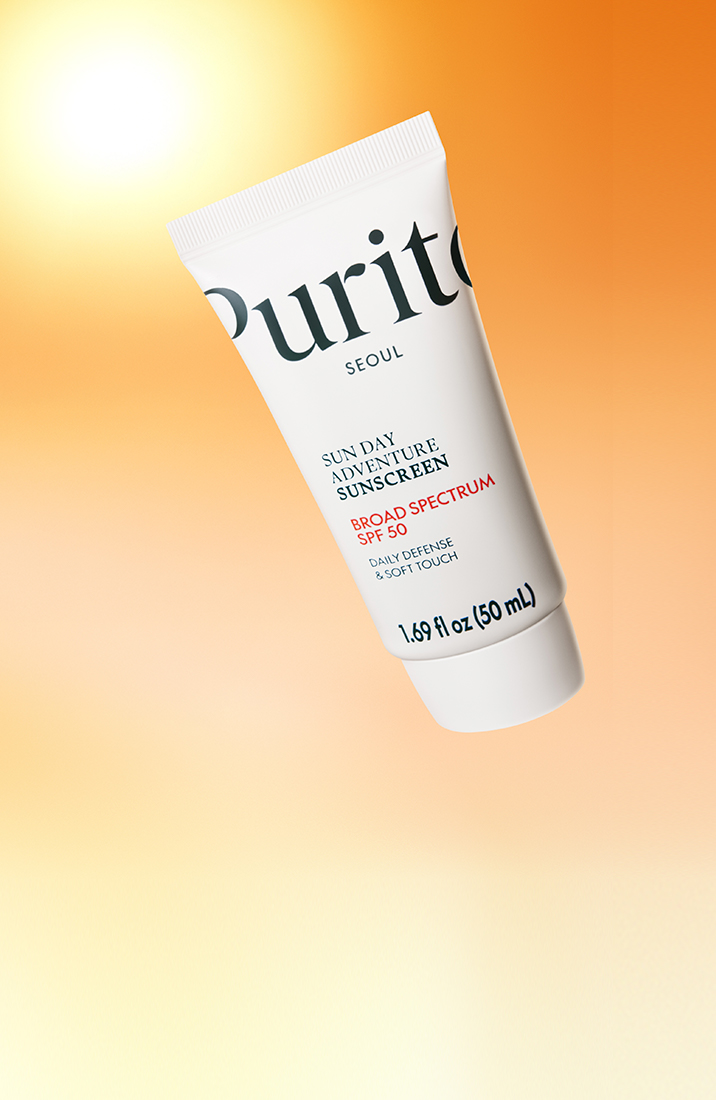 Purito
SEOUL
SUN DAY
ADVENTURE
SUNSCREEN
BROAD SPECTRUM
SPF 50
DAILY DEFENSE
& SOFT TOUCH
1.69 fl oz (50 mL)